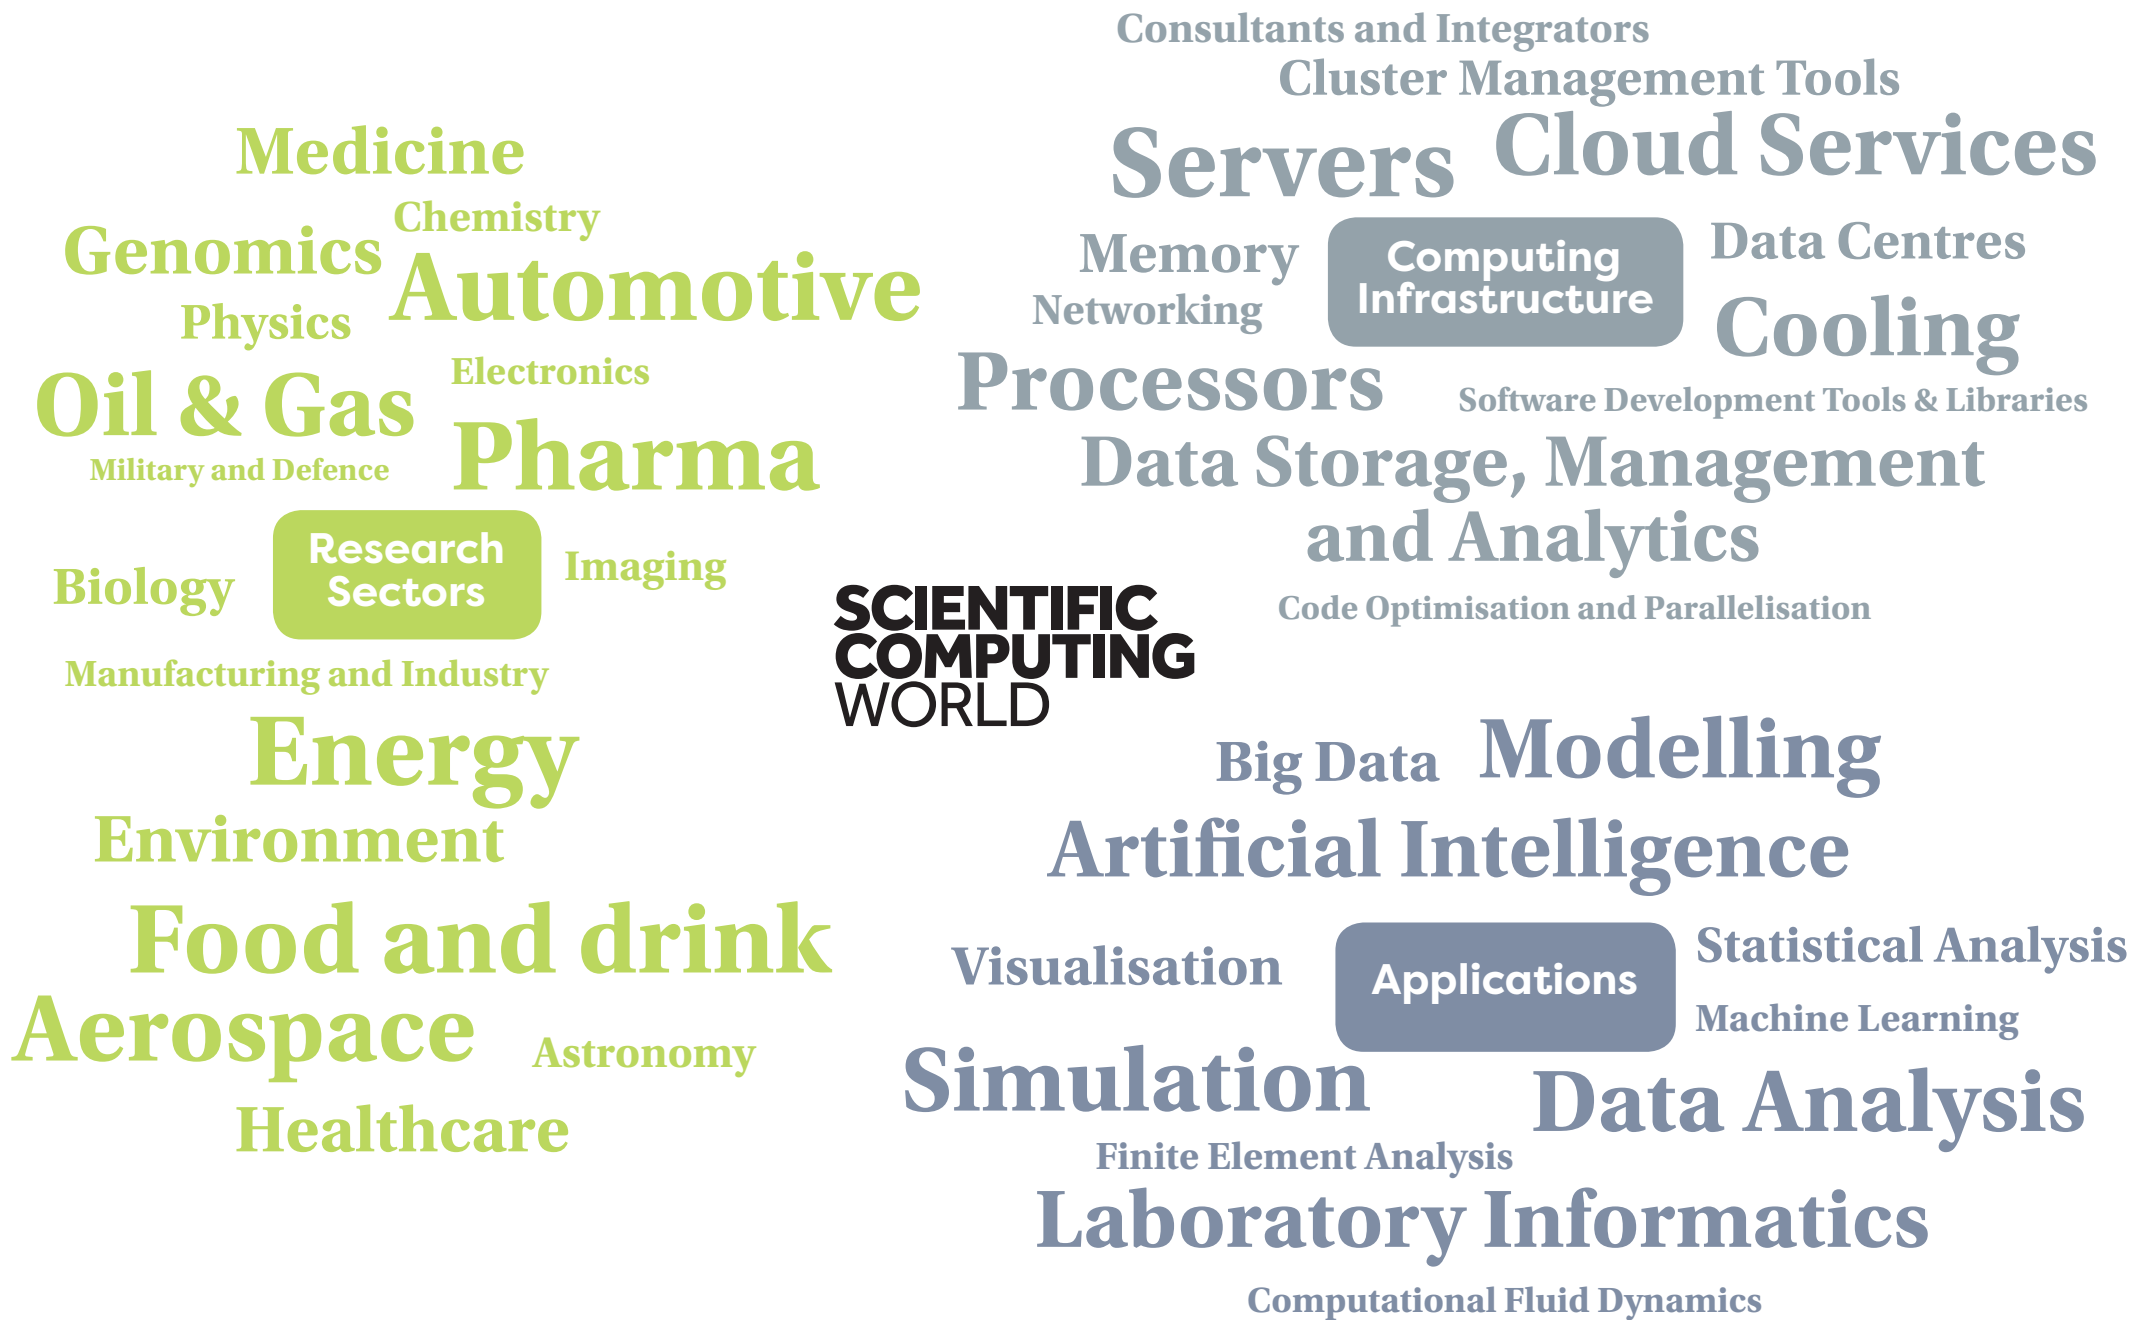 Medicine
Chemistry
Genomics
Automotive
Physics
Electronics
Oil & Gas
Pharma
Military and Defence
Research
Sectors
Imaging
Biology
Manufacturing and Industry
Energy
Environment
Food and drink
Aerospace
Astronomy
Healthcare
SCIENTIFIC
COMPUTING
WORLD
Consultants and Integrators
Cluster Management Tools
Servers
Cloud Services
Memory
Computing
Infrastructure
Data Centres
Networking
Cooling
Processors
Software Development Tools & Libraries
Data Storage, Management
and Analytics
Code Optimisation and Parallelisation
Big Data
Modelling
Artificial Intelligence
Visualisation
Applications
Statistical Analysis
Machine Learning
Simulation
Data Analysis
Finite Element Analysis
Laboratory Informatics
Computational Fluid Dynamics